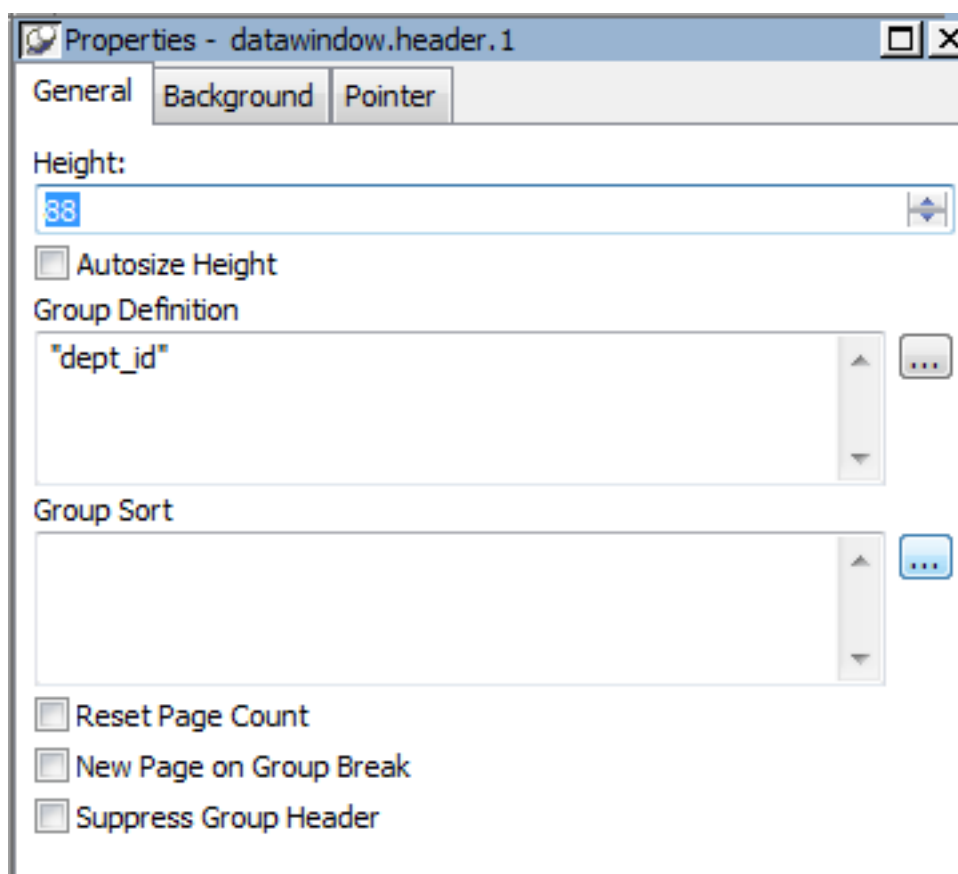 Properties - datawindow.header.1
General Background Pointer
Height:
88
Autosize Height
Group Definition
"dept_id"
...
Group Sort
...
Reset Page Count
New Page on Group Break
Suppress Group Header